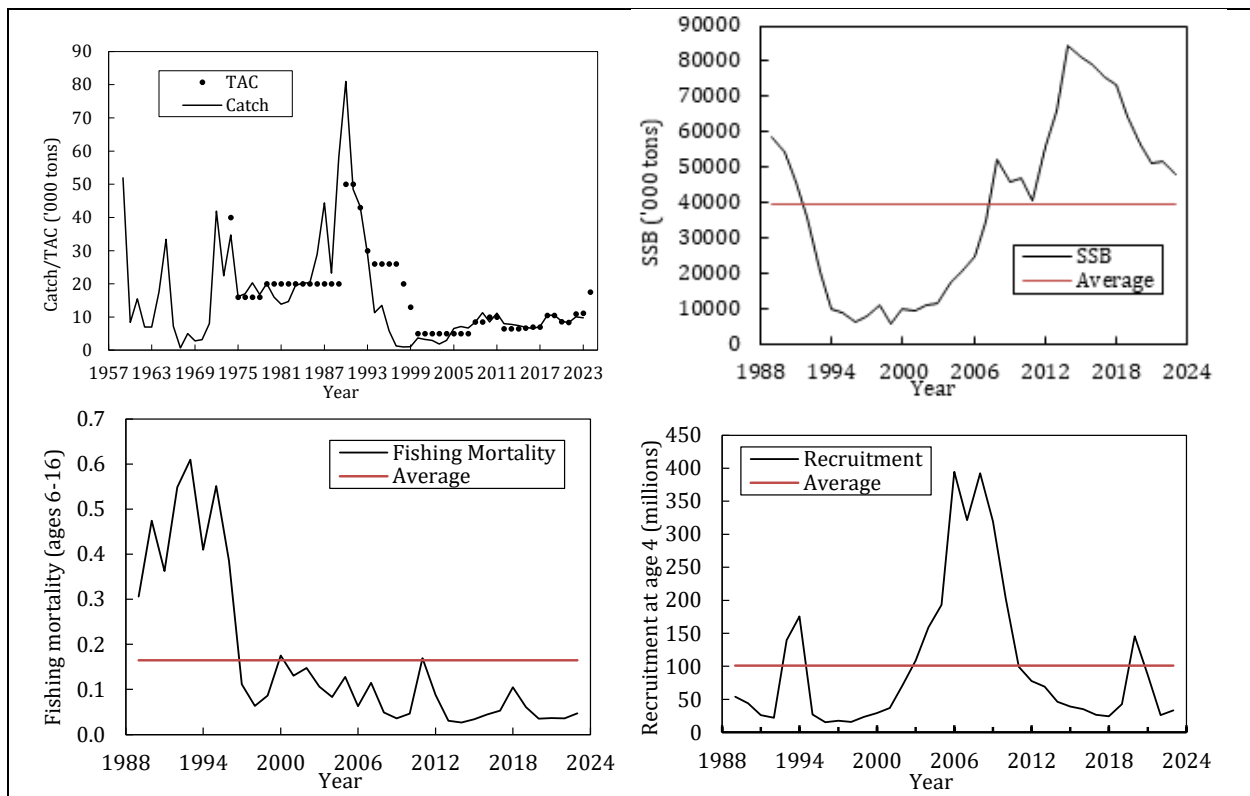 90
80
70
60
50
40
30
20
10
0
Catch/TAC ('000 tons)
TAC
Catch
1957 1963 1969 1975 1981 1987 1993 1999 2005 2011 2017 2023
Year
90000
80000
70000
60000
50000
40000
30000
20000
10000
0
SSB ('000 tons)
SSB
Average
1988 1994 2000 2006 2012 2018 2024
Year
0.7
0.6
0.5
0.4
0.3
0.2
0.1
0.0
Fishing mortality (ages 6-16)
Fishing Mortality
Average
1988 1994 2000 2006 2012 2018 2024
Year
450
400
350
300
250
200
150
100
50
0
Recruitment at age 4 (millions)
Recruitment
Average
1988 1994 2000 2006 2012 2018 2024
Year